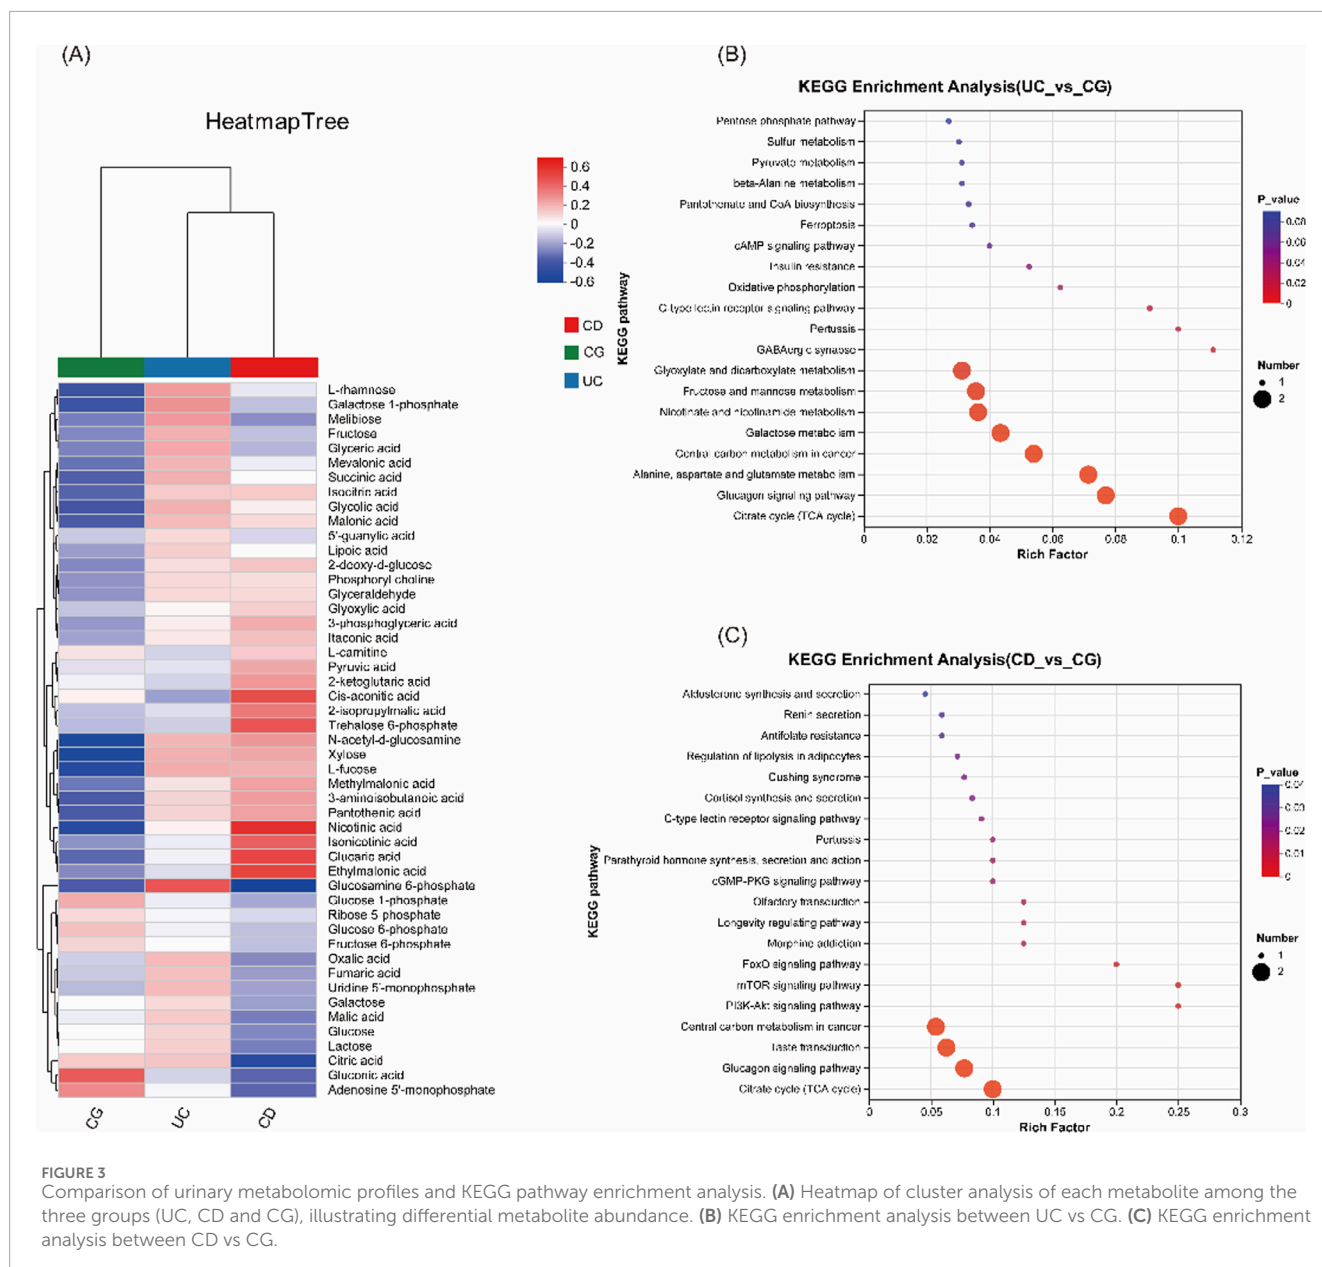 (A)
HeatmapTree
0.6
0.4
0.2
0
-0.2
-0.4
-0.6
CD
CG
UC
L-rhamnose
Galactose 1-phosphate
Melibiose
Fructose
Glyceric acid
Mevalonic acid
Succinic acid
Isocitric acid
Glycolic acid
Malonic acid
5'-guanylic acid
Lipoic acid
2-deoxy-d-glucose
Phosphoryl choline
Glyceraldehyde
Glyoxylic acid
3-phosphoglyceric acid
Itaconic acid
L-carnitine
Pyruvic acid
2-ketoglutaric acid
Cis-aconitic acid
2-isopropylmalic acid
Trehalose 6-phosphate
N-acetyl-d-glucosamine
Xylose
L-fucose
Methylmalonic acid
3-aminoisobutanoic acid
Pantothenic acid
Nicotinic acid
Isonicotinic acid
Glucaric acid
Ethylmalonic acid
Glucosamine 6-phosphate
Glucose 1-phosphate
Ribose 5 phosphate
Glucose 6-phosphate
Fructose 6-phosphate
Oxalic acid
Fumaric acid
Uridine 5'-monophosphate
Galactose
Malic acid
Glucose
Lactose
Citric acid
Gluconic acid
Adenosine 5'-monophosphate
CG
UC
CD
(B)
KEGG Enrichment Analysis(UC_vs_CG)
KEGG pathway
Pentose phosphate pathway
Sulfur metabolism
Pyruvate metabolism
beta-Alanine metabolism
Pantothenate and CoA biosynthesis
Ferroptosis
cAMP signaling pathway
Insulin resistance
Oxidative phosphorylation
C-type lectin receptor signaling pathway
Pertussis
GABAergic synapse
Glyoxylate and dicarboxylate metabolism
Fructose and mannose metabolism
Nicotinate and nicotinamide metabolism
Galactose metabolism
Central carbon metabolism in cancer
Alanine, aspartate and glutamate metabolism
Glucagon signaling pathway
Citrate cycle (TCA cycle)
0 0.02 0.04 0.06 0.08 0.1 0.12
Rich Factor
P_value
0.08
0.06
0.04
0.02
0
Number
1
2
(C)
KEGG Enrichment Analysis(CD_vs_CG)
KEGG pathway
Aldosterone synthesis and secretion
Renin secretion
Antifolate resistance
Regulation of lipolysis in adipocytes
Cushing syndrome
Cortisol synthesis and secretion
C-type lectin receptor signaling pathway
Pertussis
Parathyroid hormone synthesis, secretion and action
cGMP-PKG signaling pathway
Olfactory transduction
Longevity regulating pathway
Morphine addiction
FoxO signaling pathway
mTOR signaling pathway
PI3K-Akt signaling pathway
Central carbon metabolism in cancer
Taste transduction
Glucagon signaling pathway
Citrate cycle (TCA cycle)
0 0.05 0.1 0.15 0.2 0.25 0.3
Rich Factor
P_value
0.04
0.03
0.02
0.01
0
Number
1
2
FIGURE 3
Comparison of urinary metabolomic profiles and KEGG pathway enrichment analysis. (A) Heatmap of cluster analysis of each metabolite among the
three groups (UC, CD and CG), illustrating differential metabolite abundance. (B) KEGG enrichment analysis between UC vs CG. (C) KEGG enrichment
analysis between CD vs CG.